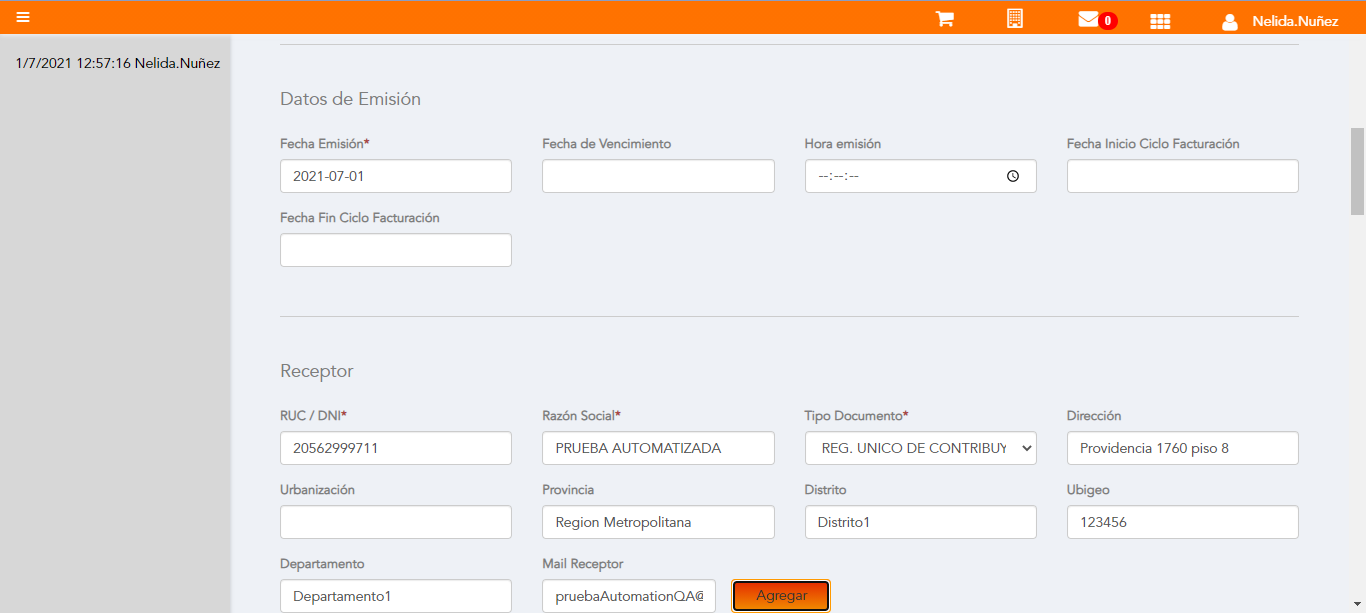 0
Nelida.Nuñez
1/7/2021 12:57:16 Nelida.Nuñez
Datos de Emisión
Fecha Emisión* Fecha de Vencimiento Hora emisión Fecha Inicio Ciclo Facturación
2021-07-01 --:--:--
Fecha Fin Ciclo Facturación
Receptor
RUC / DNI* Razón Social* Tipo Documento* Dirección
20562999711 PRUEBA AUTOMATIZADA REG. UNICO DE CONTRIBUY Providencia 1760 piso 8
Urbanización Provincia Distrito Ubigeo
Region Metropolitana Distrito1 123456
Departamento Mail Receptor
Departamento1 pruebaAutomationQA@ Agregar